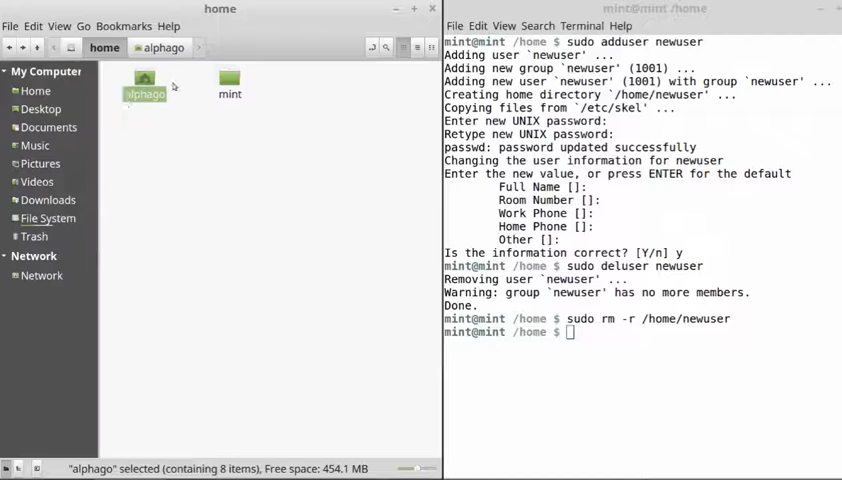 home
File Edit View Go Bookmarks Help
home alphago
My Computer
Home
Desktop
Documents
Music
Pictures
Videos
Downloads
File System
Trash
Network
Network
alphago
mint
"alphago" selected (containing 8 items), Free space: 454.1 MB
mint@mint /home
File Edit View Search Terminal Help
mint@mint /home $ sudo adduser newuser
Adding user `newuser' ...
Adding new group `newuser' (1001) ...
Adding new user `newuser' (1001) with group `newuser' ...
Creating home directory `/home/newuser' ...
Copying files from `/etc/skel' ...
Enter new UNIX password:
Retype new UNIX password:
passwd: password updated successfully
Changing the user information for newuser
Enter the new value, or press ENTER for the default
Full Name []:
Room Number []:
Work Phone []:
Home Phone []:
Other []:
Is the information correct? [Y/n] y
mint@mint /home $ sudo deluser newuser
Removing user `newuser' ...
Warning: group `newuser' has no more members.
Done.
mint@mint /home $ sudo rm -r /home/newuser
mint@mint /home $